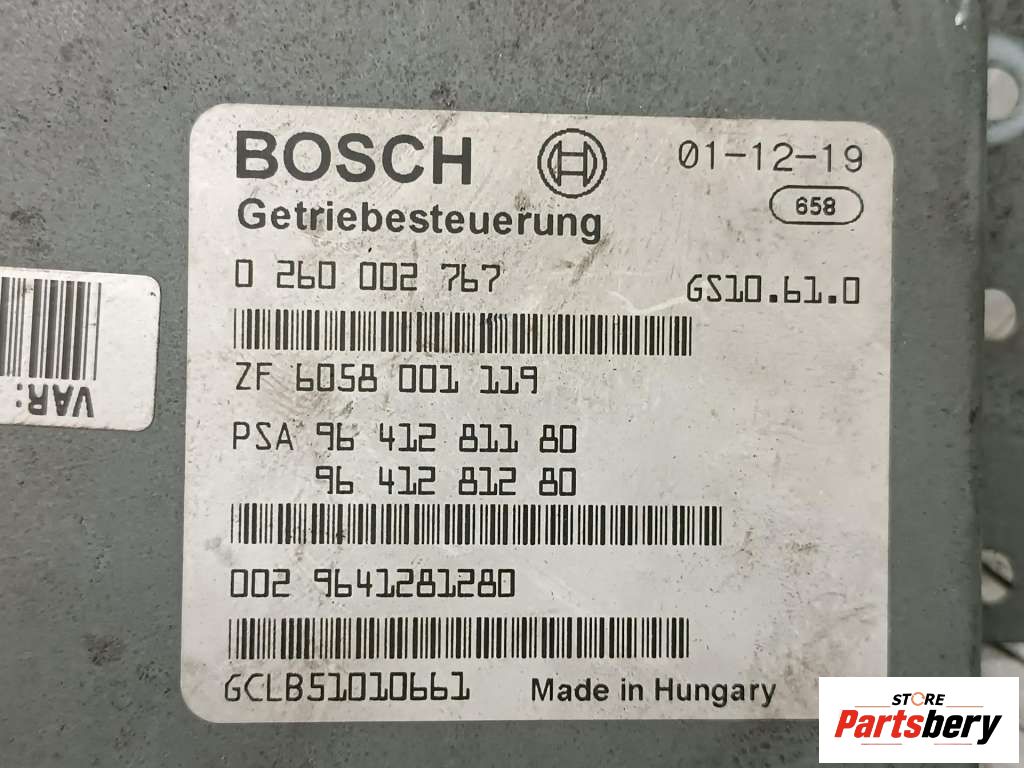 BOSCH
01-12-19
658
Getriebesteuerung
0 260 002 767
GS10.61.0
ZF 6058 001 119
PSA 96 412 811 80
96 412 812 80
002 9641281280
GCLB51010661
Made in Hungary
VAR:
STORE
Partsbery